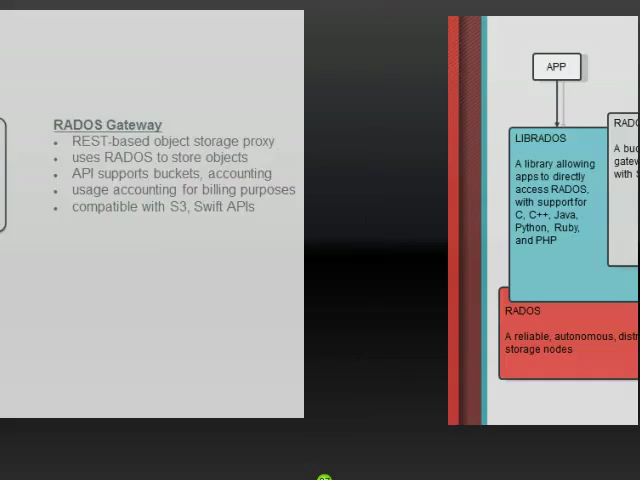 RADOS Gateway
REST-based object storage proxy
uses RADOS to store objects
API supports buckets, accounting
usage accounting for billing purposes
compatible with S3, Swift APIs
APP
LIBRADOS
A library allowing
apps to directly
access RADOS,
with support for
C, C++, Java,
Python, Ruby,
and PHP
A
with
RADOS
A reliable, autonomous,
storage nodes